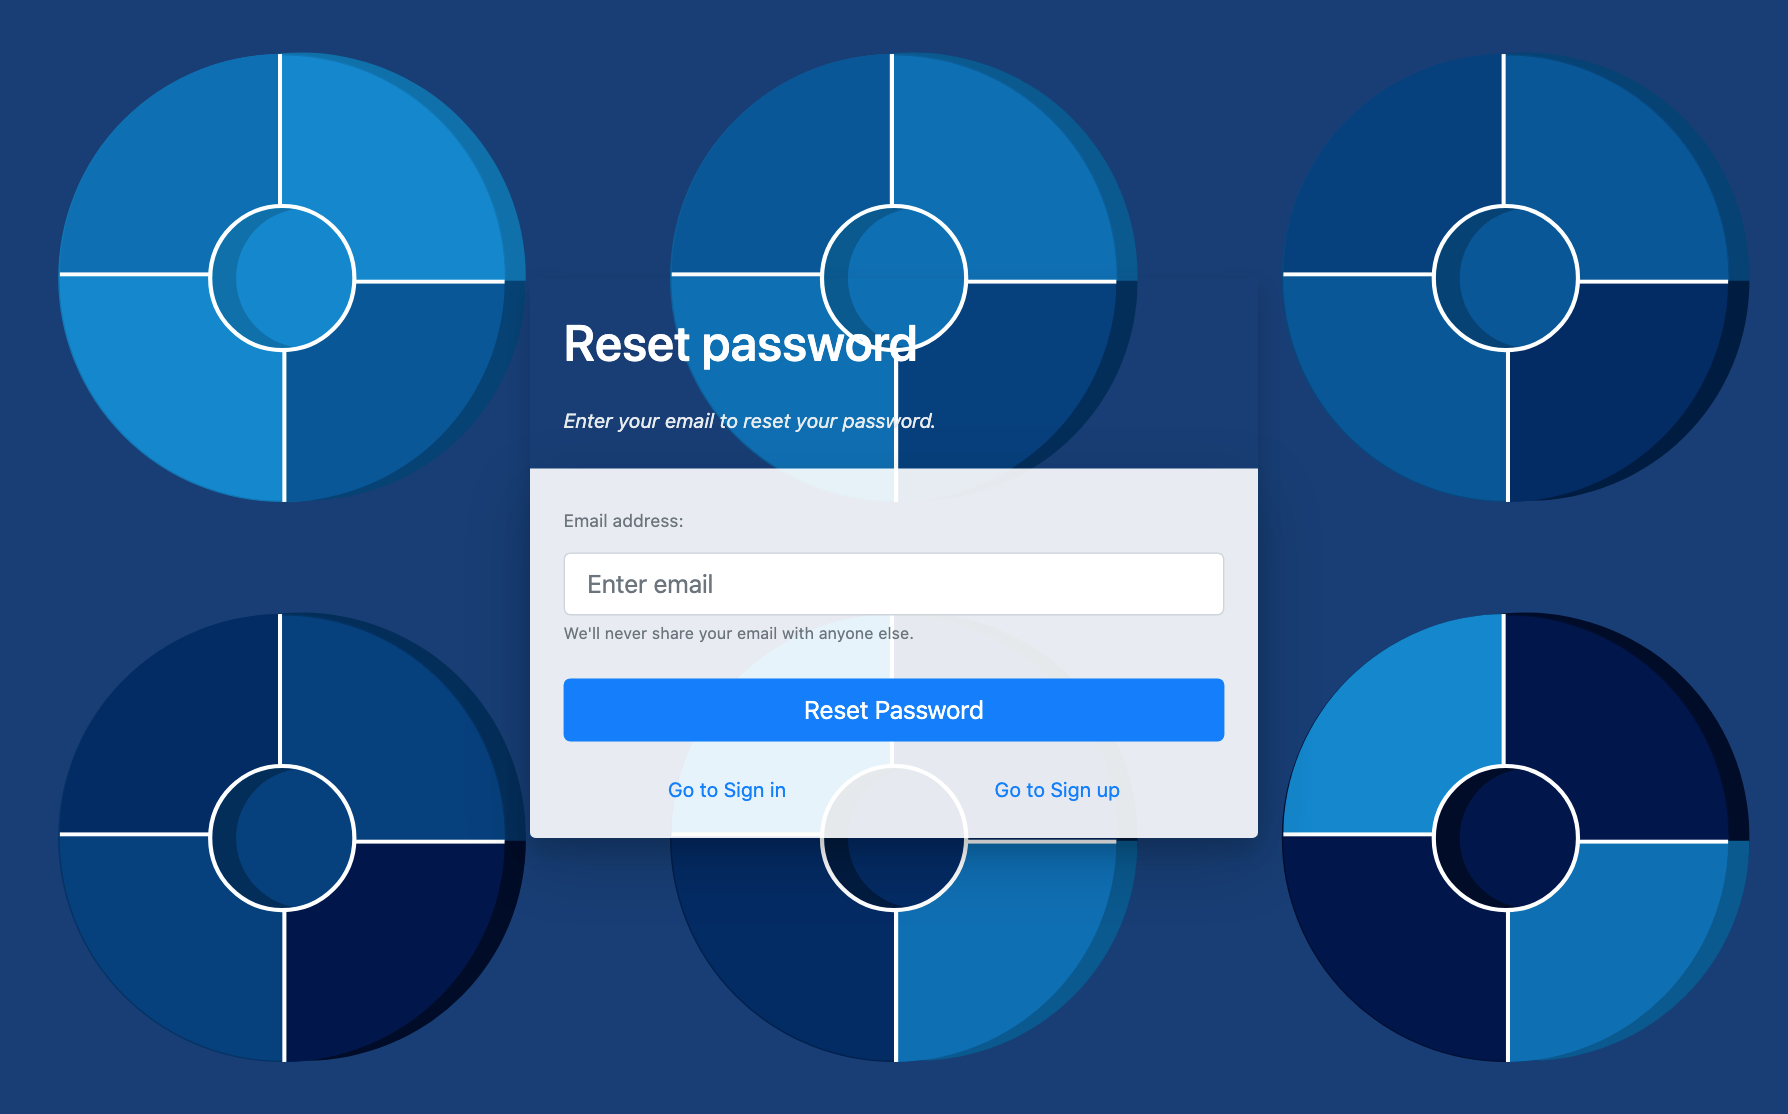 Reset password
Enter your email to reset your password.
Email address:
Enter email
We'll never share your email with anyone else.
Reset Password
Go to Sign in Go to Sign up